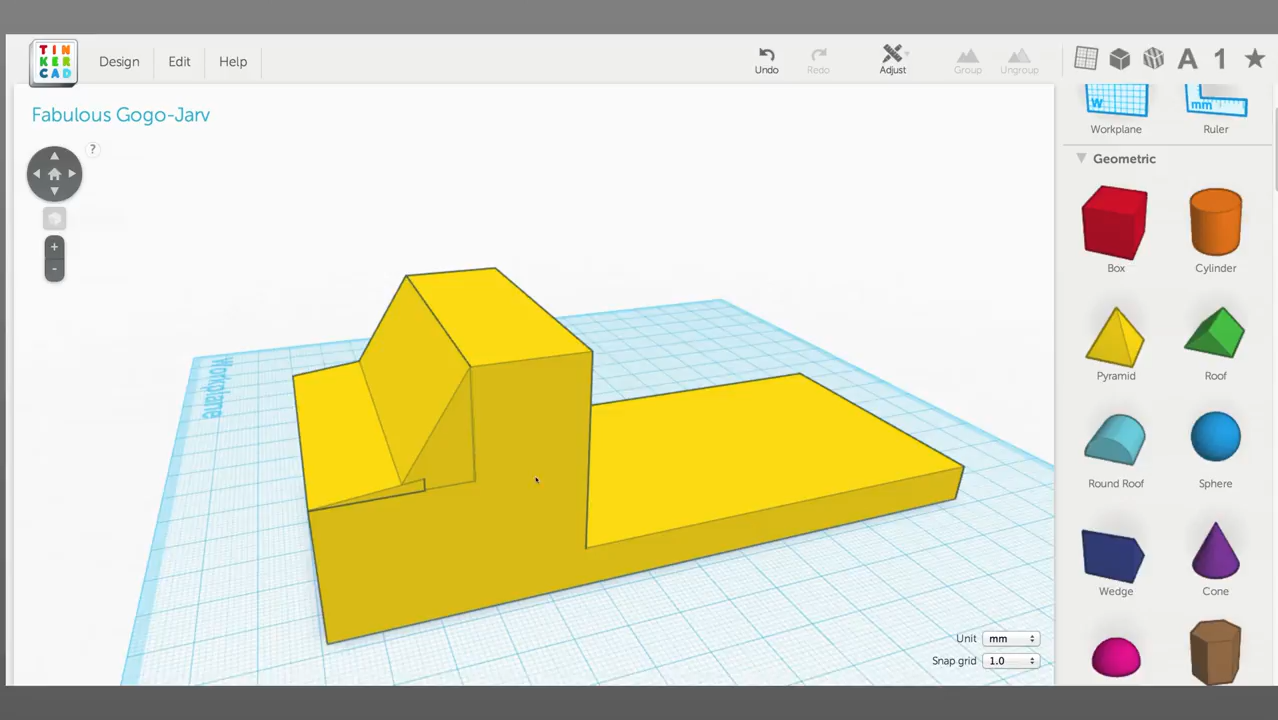 TIN
KER
CAD
Design
Edit
Help
Undo
Redo
Adjust
Group
Ungroup
A
1
Fabulous Gogo-Jarv
?
+
-
Workplane
W
mm
Workplane
Ruler
Geometric
Box
Cylinder
Pyramid
Roof
Round Roof
Sphere
Wedge
Cone
Unit
mm
Snap grid
1.0